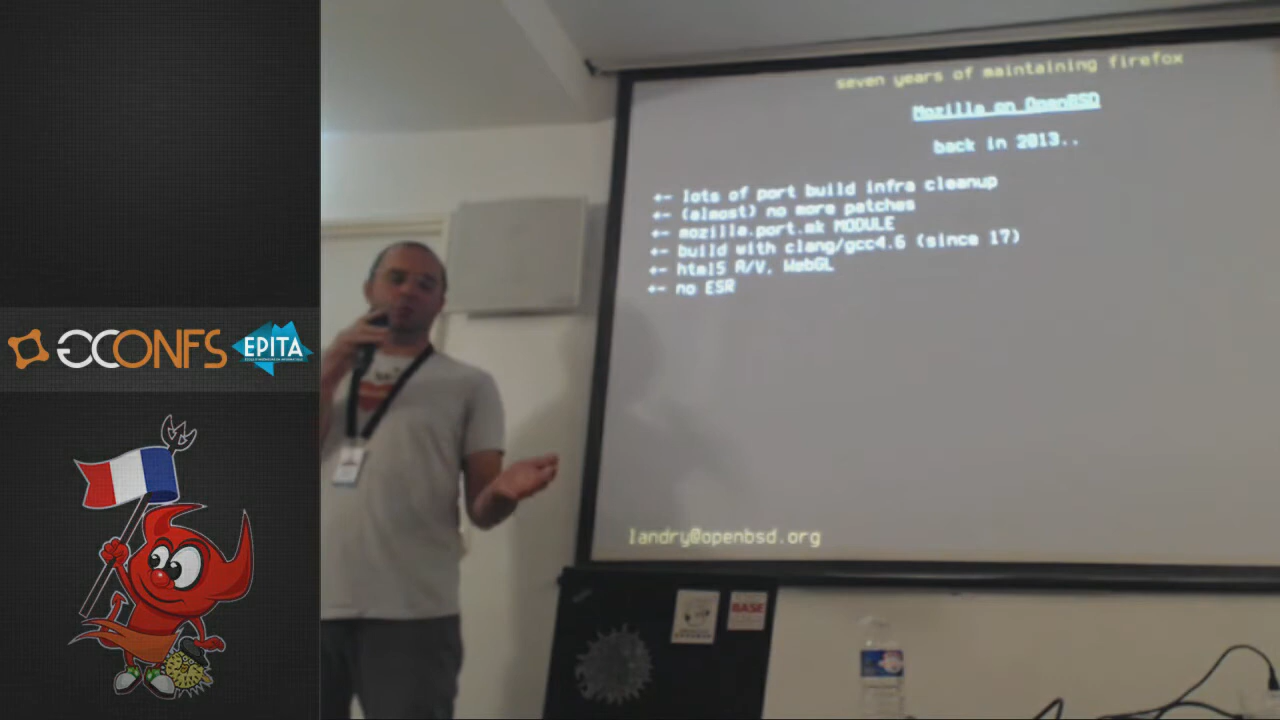 seven years of maintaining firefox
Mozilla on OpenBSD
back in 2013..
<- lots of port build infra cleanup
<- (almost) no more patches
<- mozilla.port.mk MODULE
<- build with clang/gcc4.6 (since 17)
<- html5 A/V, WebGL
<- no ESR
landry@openbsd.org
GCONFS
EPITA
BASE